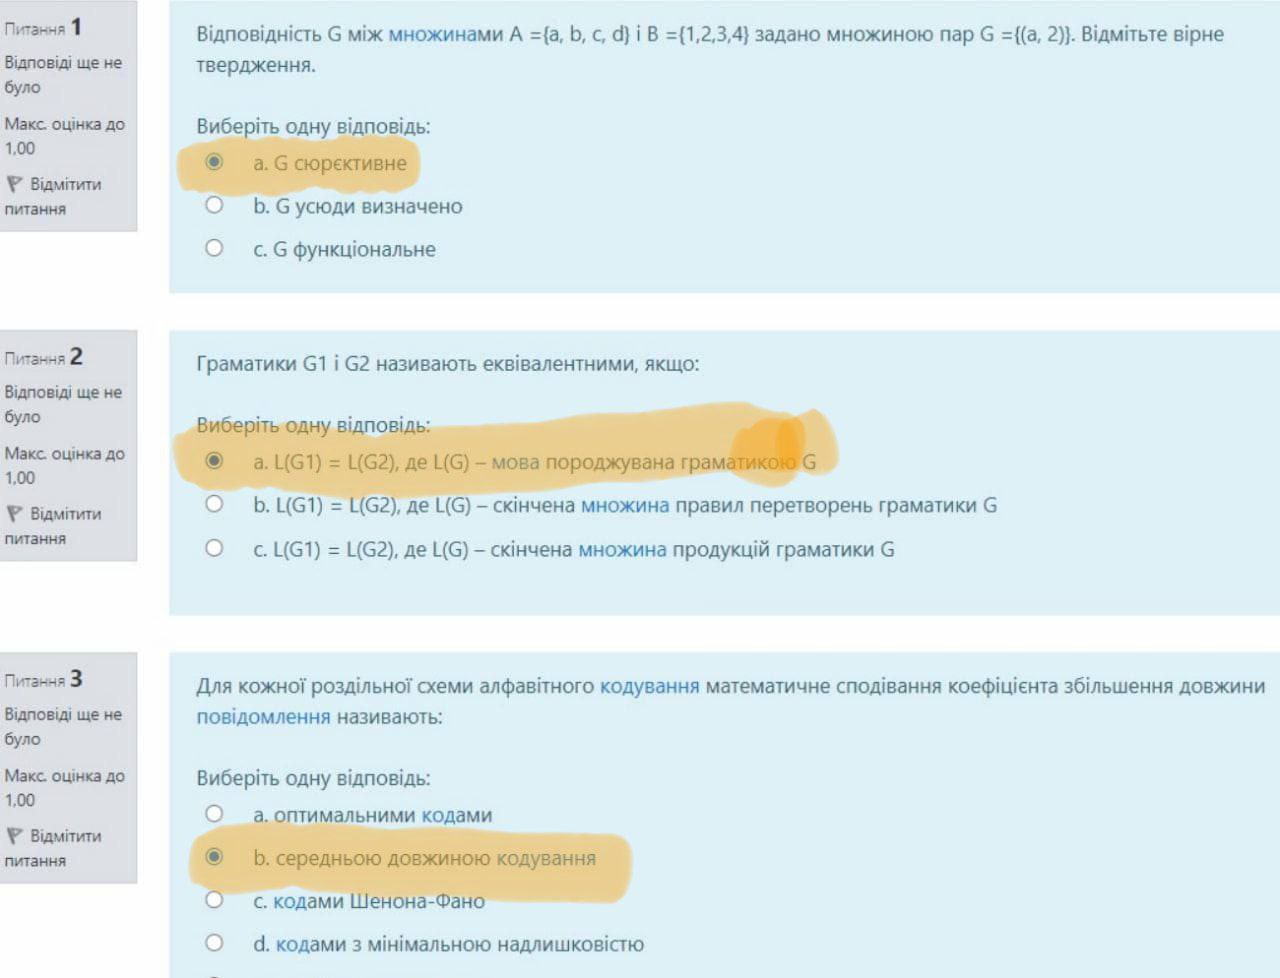 Питання 1
Відповіді ще не
було
Макс. оцінка до
1,00
Відмітити
питання
Відповідність G між множинами A ={a, b, c, d} і B ={1,2,3,4} задано множиною пар G ={(a, 2)}. Відмітьте вірне
твердження.
Виберіть одну відповідь:
a. G сюрєктивне
b. G усюди визначено
c. G функціональне
Питання 2
Відповіді ще не
було
Макс. оцінка до
1,00
Відмітити
питання
Граматики G1 і G2 називають еквівалентними, якщо:
Виберіть одну відповідь:
a. L(G1) = L(G2), де L(G) – мова породжувана граматикою G
b. L(G1) = L(G2), де L(G) – скінчена множина правил перетворень граматики G
c. L(G1) = L(G2), де L(G) – скінчена множина продукцій граматики G
Питання 3
Відповіді ще не
було
Макс. оцінка до
1,00
Відмітити
питання
Для кожної роздільної схеми алфавітного кодування математичне сподівання коефіцієнта збільшення довжини
повідомлення називають:
Виберіть одну відповідь:
a. оптимальними кодами
b. середньою довжиною кодування
c. кодами Шенона-Фано
d. кодами з мінімальною надлишковістю